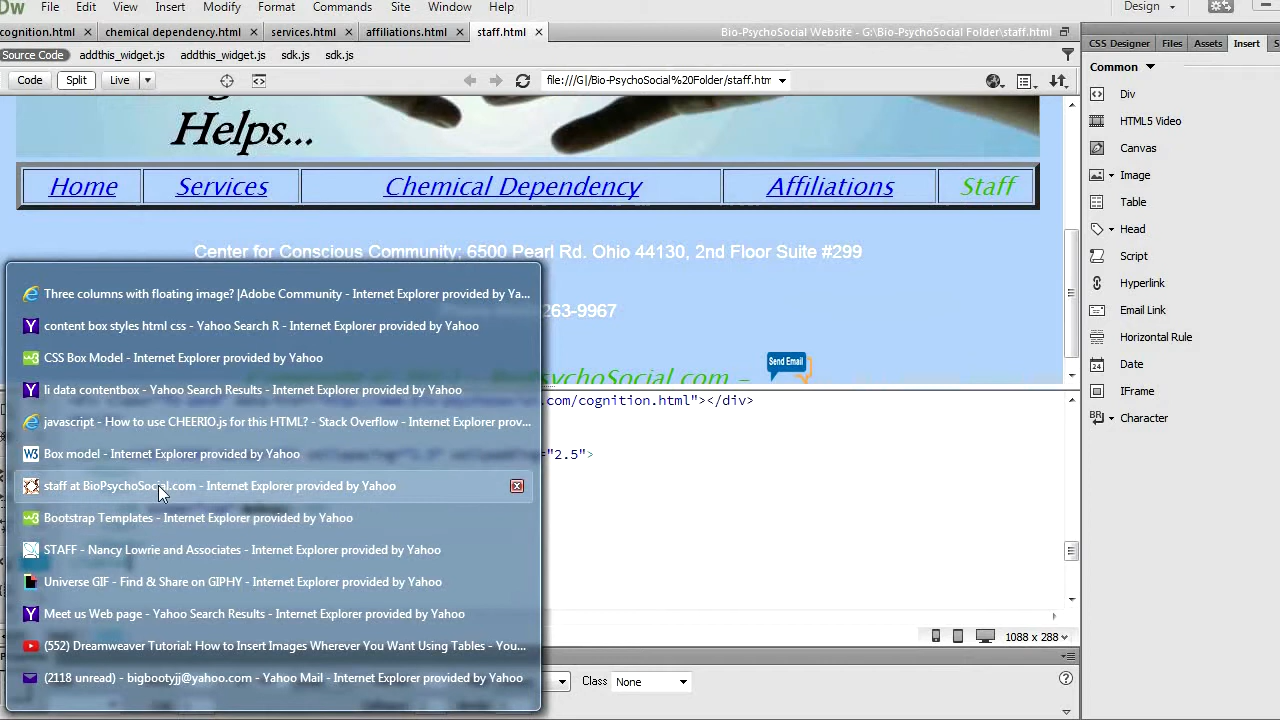 Dw File Edit View Insert Modify Format Commands Site Window Help Design
cognition.html chemical dependency.html services.html affiliations.html staff.html Bio-PsychoSocial Website - G:\Bio-PsychoSocial Folder\staff.html
CSS Designer Files Assets Insert S
Source Code addthis_widget.js addthis_widget.js sdk.js sdk.js
Common
Code Split Live file:///G|/Bio-PsychoSocial%20Folder/staff.htm
Div
HTML5 Video
Canvas
Image
Table
Head
Script
Hyperlink
Email Link
Horizontal Rule
Date
IFrame
Character
Helps...
Home Services Chemical Dependency Affiliations Staff
Center for Conscious Community; 6500 Pearl Rd. Ohio 44130, 2nd Floor Suite #299
263-9967
BioPsychoSocial.com - Send Email
Three columns with floating image? |Adobe Community - Internet Explorer provided by Ya...
content box styles html css - Yahoo Search R - Internet Explorer provided by Yahoo
CSS Box Model - Internet Explorer provided by Yahoo
li data contentbox - Yahoo Search Results - Internet Explorer provided by Yahoo
javascript - How to use CHEERIO.js for this HTML? - Stack Overflow - Internet Explorer prov...
Box model - Internet Explorer provided by Yahoo
staff at BioPsychoSocial.com - Internet Explorer provided by Yahoo
Bootstrap Templates - Internet Explorer provided by Yahoo
STAFF - Nancy Lowrie and Associates - Internet Explorer provided by Yahoo
Universe GIF - Find & Share on GIPHY - Internet Explorer provided by Yahoo
Meet us Web page - Yahoo Search Results - Internet Explorer provided by Yahoo
(552) Dreamweaver Tutorial: How to Insert Images Wherever You Want Using Tables - You...
(2118 unread) - bigbootyjj@yahoo.com - Yahoo Mail - Internet Explorer provided by Yahoo
.com/cognition.html"></div>
="2.5">
1088 x 288
Class None